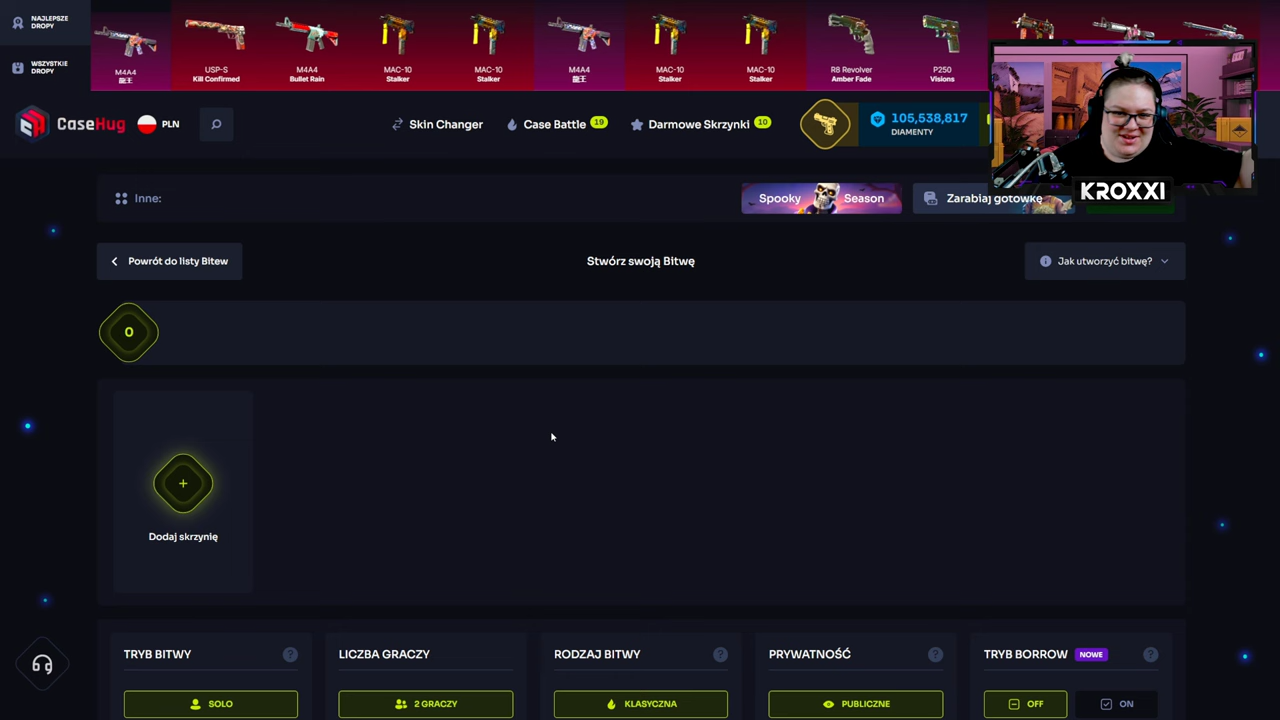 NAJLEPSZE
DROPY
WSZYSTKIE
DROPY
M4A4
龍王
USP-S
Kill Confirmed
M4A4
Bullet Rain
MAC-10
Stalker
MAC-10
Stalker
M4A4
龍王
MAC-10
Stalker
MAC-10
Stalker
R8 Revolver
Amber Fade
P250
Visions
CaseHug
PLN
Skin Changer
Case Battle 19
Darmowe Skrzynki 10
105,538,817
DIAMENTY
KROXXI
Inne:
Spooky Season
Zarabiaj gotówkę
Powrót do listy Bitew
Stwórz swoją Bitwę
Jak utworzyć bitwę?
0
+
Dodaj skrzynię
TRYB BITWY ?
SOLO
LICZBA GRACZY
2 GRACZY
RODZAJ BITWY ?
KLASYCZNA
PRYWATNOŚĆ ?
PUBLICZNE
TRYB BORROW NOWE ?
OFF
ON